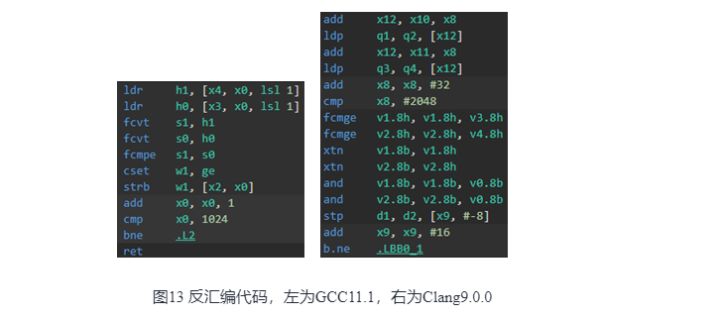 ldr h1, [x4, x0, lsl 1]
ldr h0, [x3, x0, lsl 1]
fcvt s1, h1
fcvt s0, h0
fcmpe s1, s0
cset w1, ge
strb w1, [x2, x0]
add x0, x0, 1
cmp x0, 1024
bne .L2
ret
add x12, x10, x8
ldp q1, q2, [x12]
add x12, x11, x8
ldp q3, q4, [x12]
add x8, x8, #32
cmp x8, #2048
fcmge v1.8h, v1.8h, v3.8h
fcmge v2.8h, v2.8h, v4.8h
xtn v1.8b, v1.8h
xtn v2.8b, v2.8h
and v1.8b, v1.8b, v0.8b
and v2.8b, v2.8b, v0.8b
stp d1, d2, [x9, #-8]
add x9, x9, #16
b.ne .LBB0_1
图13 反汇编代码，左为GCC11.1，右为Clang9.0.0